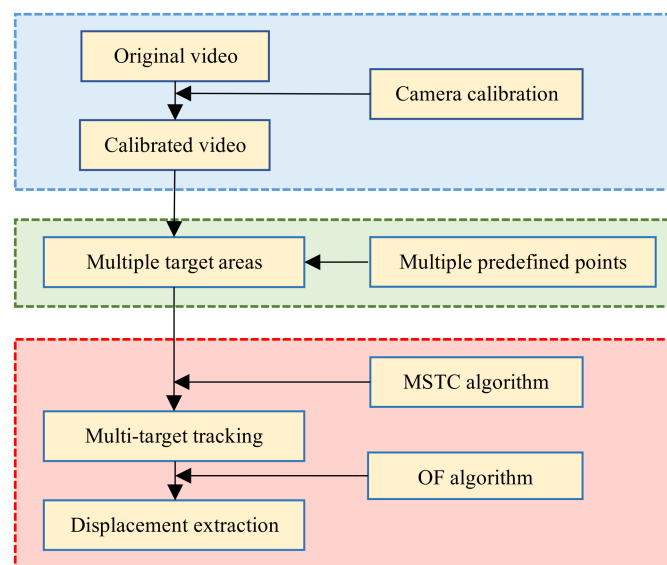 Original video
Camera calibration
Calibrated video
Multiple target areas
Multiple predefined points
MSTC algorithm
Multi-target tracking
OF algorithm
Displacement extraction